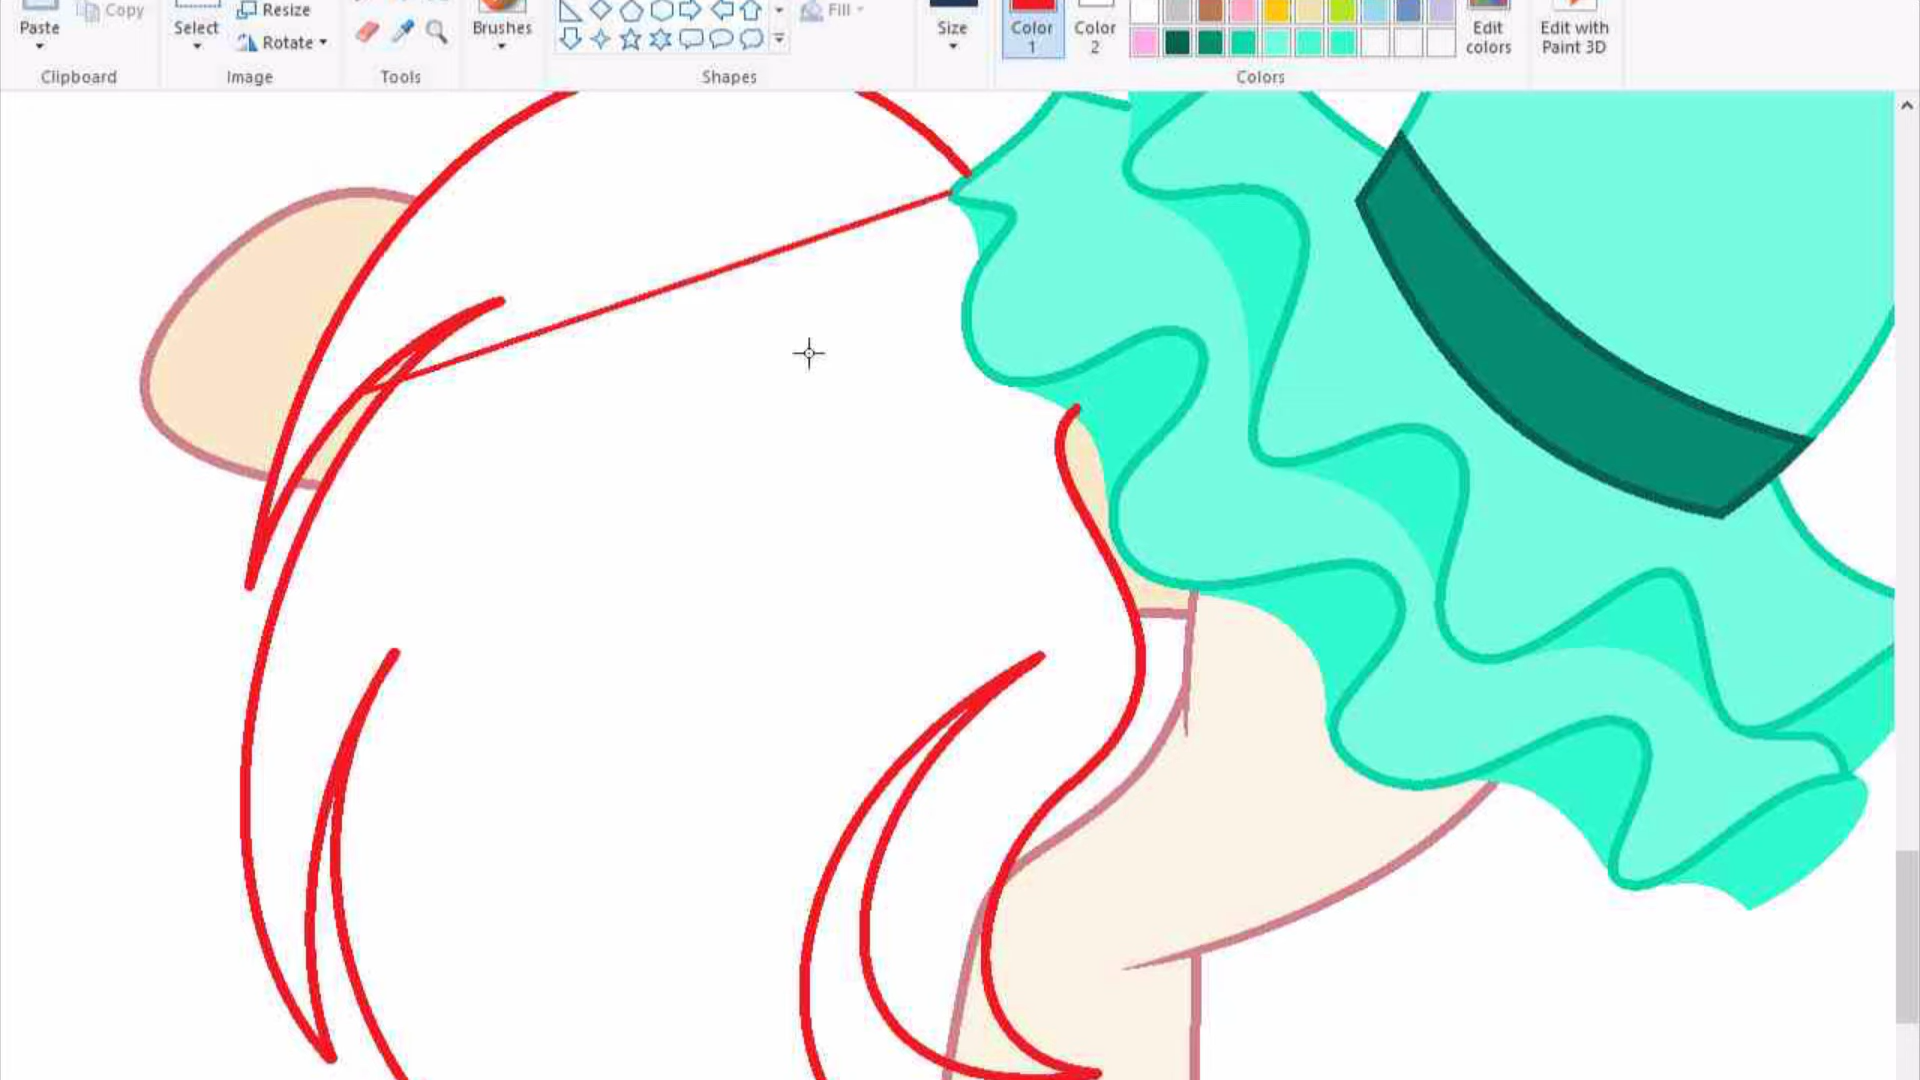 Paste
Copy
Clipboard
Select
Resize
Rotate
Image
Tools
Brushes
Shapes
Fill
Size
Color 1
Color 2
Colors
Edit colors
Edit with Paint 3D